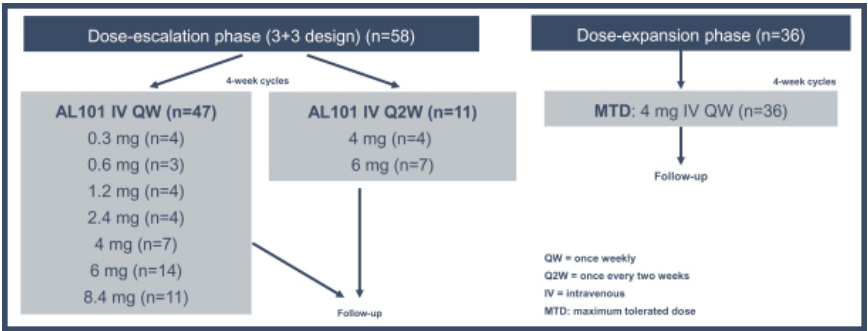 Dose-escalation phase (3+3 design) (n=58)
4-week cycles
AL101 IV QW (n=47)
0.3 mg (n=4)
0.6 mg (n=3)
1.2 mg (n=4)
2.4 mg (n=4)
4 mg (n=7)
6 mg (n=14)
8.4 mg (n=11)
AL101 IV Q2W (n=11)
4 mg (n=4)
6 mg (n=7)
Follow-up
Dose-expansion phase (n=36)
4-week cycles
MTD: 4 mg IV QW (n=36)
Follow-up
QW = once weekly
Q2W = once every two weeks
IV = intravenous
MTD: maximum tolerated dose